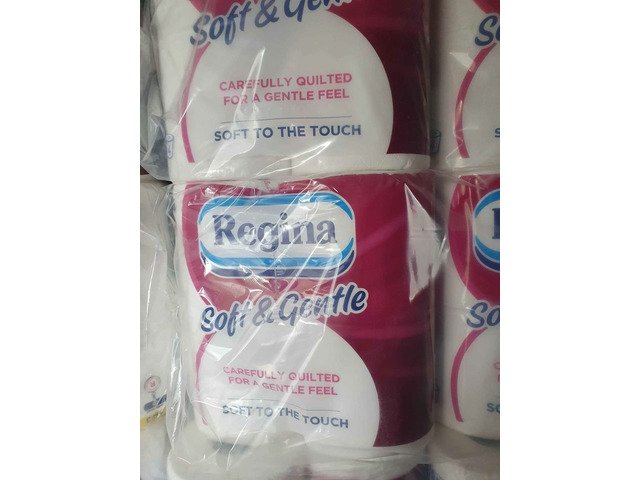 Soft & Gentle
CAREFULLY QUILTED
FOR A GENTLE FEEL
SOFT TO THE TOUCH
Regina
Soft & Gentle
CAREFULLY QUILTED
FOR A GENTLE FEEL
SOFT TO THE TOUCH